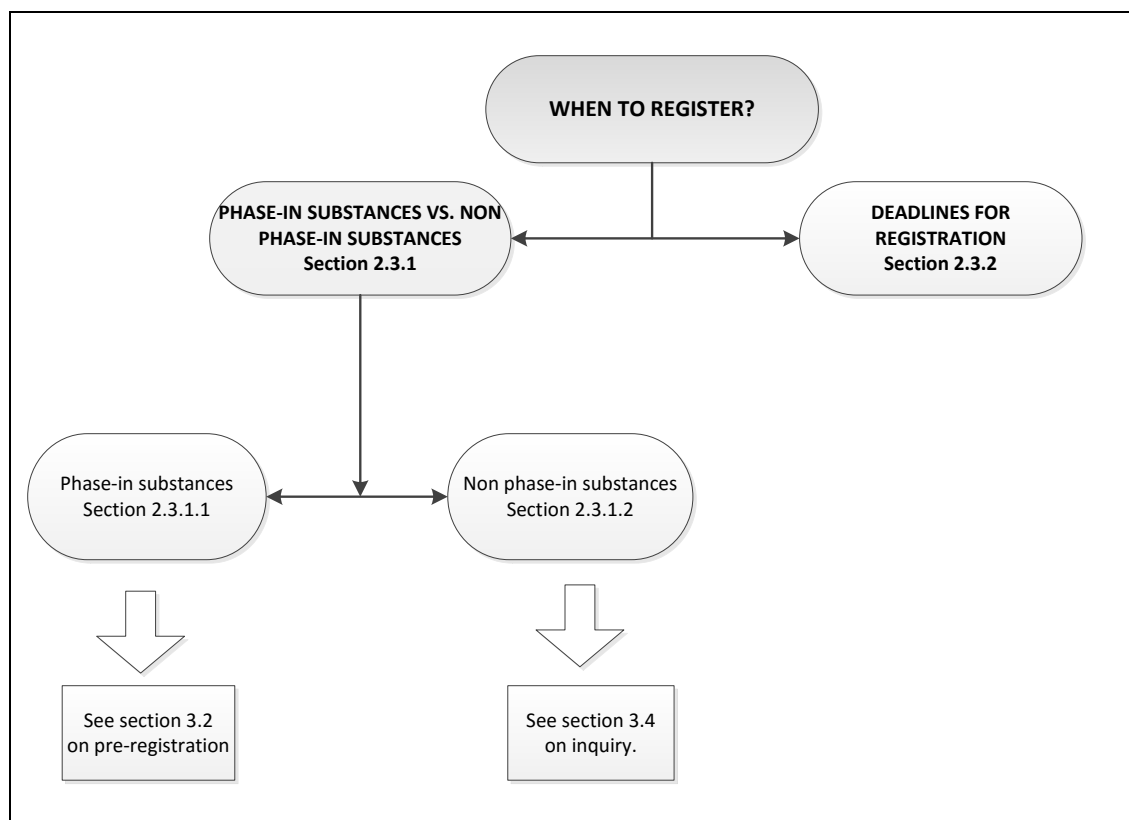 WHEN TO REGISTER?
PHASE-IN SUBSTANCES VS. NON
PHASE-IN SUBSTANCES
Section 2.3.1
DEADLINES FOR
REGISTRATION
Section 2.3.2
Phase-in substances
Section 2.3.1.1
Non phase-in substances
Section 2.3.1.2
See section 3.2
on pre-registration
See section 3.4
on inquiry.